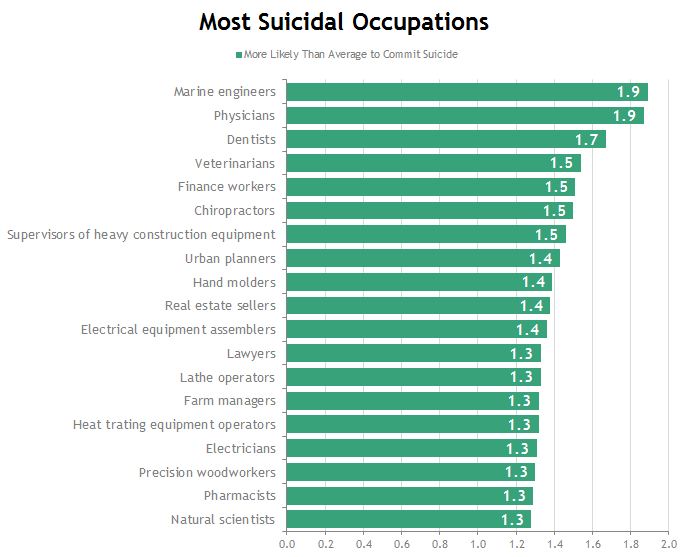 Most Suicidal Occupations
More Likely Than Average to Commit Suicide
Marine engineers 1.9
Physicians 1.9
Dentists 1.7
Veterinarians 1.5
Finance workers 1.5
Chiropractors 1.5
Supervisors of heavy construction equipment 1.5
Urban planners 1.4
Hand molders 1.4
Real estate sellers 1.4
Electrical equipment assemblers 1.4
Lawyers 1.3
Lathe operators 1.3
Farm managers 1.3
Heat trating equipment operators 1.3
Electricians 1.3
Precision woodworkers 1.3
Pharmacists 1.3
Natural scientists 1.3
0.0 0.2 0.4 0.6 0.8 1.0 1.2 1.4 1.6 1.8 2.0